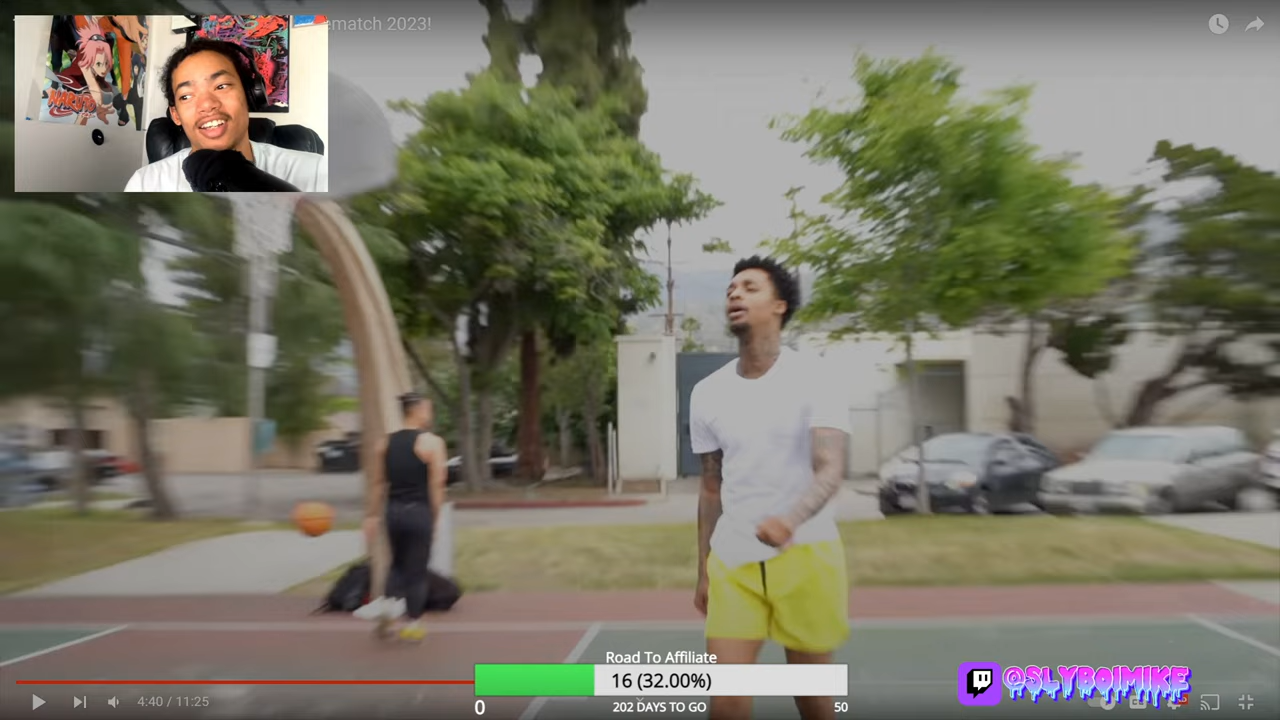 ematch 2023!
NARUTO
Road To Affiliate
16 (32.00%)
0
202 DAYS TO GO
50
4:40 / 11:25
@SLYBOIMIKE